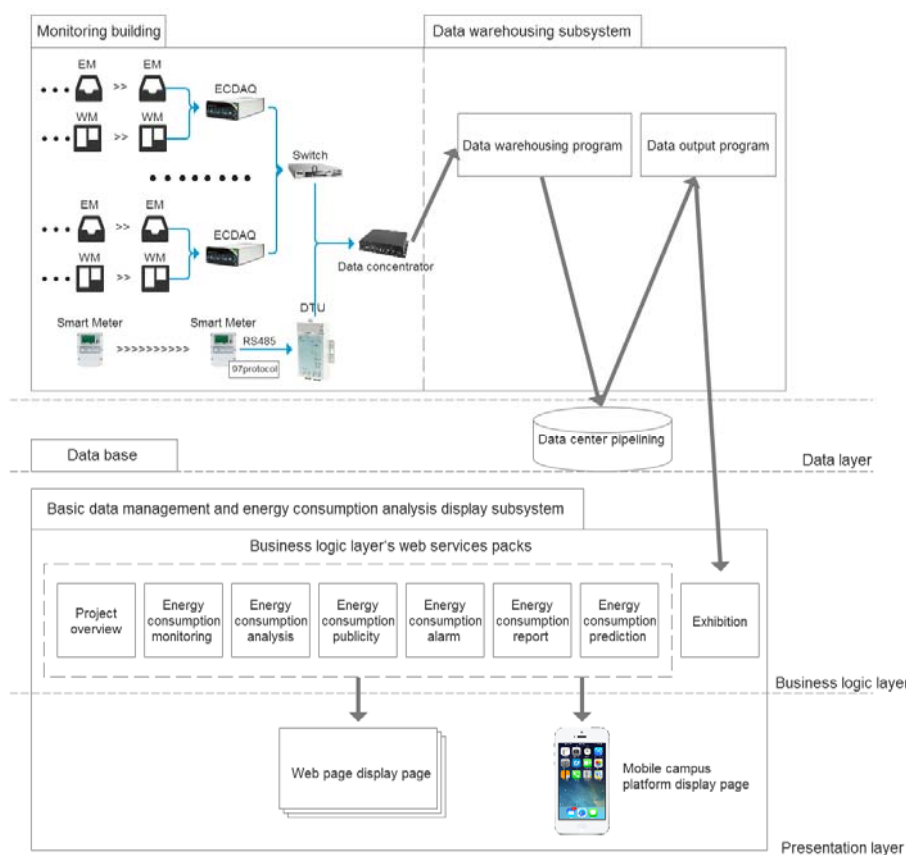 Monitoring building
Data warehousing subsystem
EM
>>
EM
ECDAQ
WM
>>
WM
Switch
EM
>>
EM
ECDAQ
WM
>>
WM
Data concentrator
Data warehousing program
Data output program
DTU
Smart Meter
>>>>>>>>>>
Smart Meter
RS485
97protocol
Data center pipelining
Data base
Data layer
Basic data management and energy consumption analysis display subsystem
Business logic layer's web services packs
Project
overview
Energy
consumption
monitoring
Energy
consumption
analysis
Energy
consumption
publicity
Energy
consumption
alarm
Energy
consumption
report
Energy
consumption
prediction
Exhibition
Business logic layer
Web page display page
Mobile campus
platform display page
Presentation layer